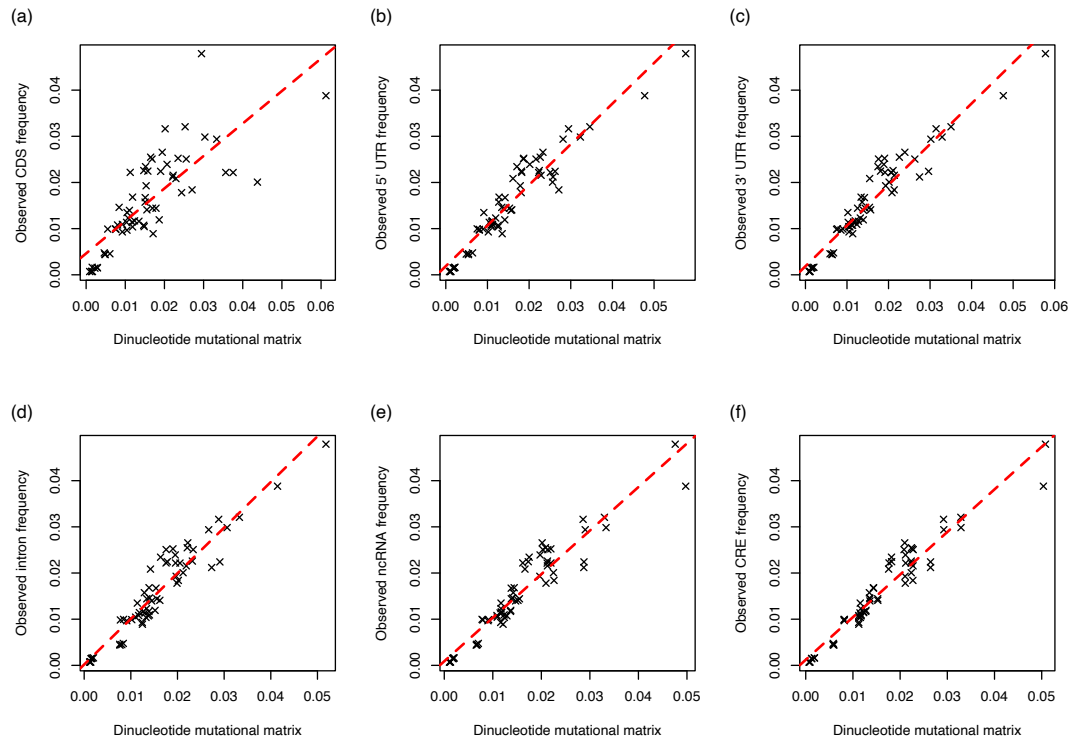 (a)
Observed CDS frequency
0.00 0.01 0.02 0.03 0.04
0.00 0.01 0.02 0.03 0.04 0.05 0.06
Dinucleotide mutational matrix
(b)
Observed 5' UTR frequency
0.00 0.01 0.02 0.03 0.04
0.00 0.01 0.02 0.03 0.04 0.05
Dinucleotide mutational matrix
(c)
Observed 3' UTR frequency
0.00 0.01 0.02 0.03 0.04
0.00 0.01 0.02 0.03 0.04 0.05 0.06
Dinucleotide mutational matrix
(d)
Observed intron frequency
0.00 0.01 0.02 0.03 0.04
0.00 0.01 0.02 0.03 0.04 0.05
Dinucleotide mutational matrix
(e)
Observed ncRNA frequency
0.00 0.01 0.02 0.03 0.04
0.00 0.01 0.02 0.03 0.04 0.05
Dinucleotide mutational matrix
(f)
Observed CRE frequency
0.00 0.01 0.02 0.03 0.04
0.00 0.01 0.02 0.03 0.04 0.05
Dinucleotide mutational matrix